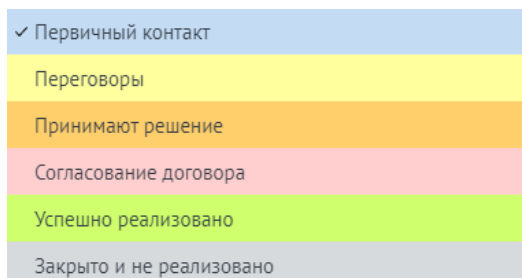 Первичный контакт
Переговоры
Принимают решение
Согласование договора
Успешно реализовано
Закрыто и не реализовано